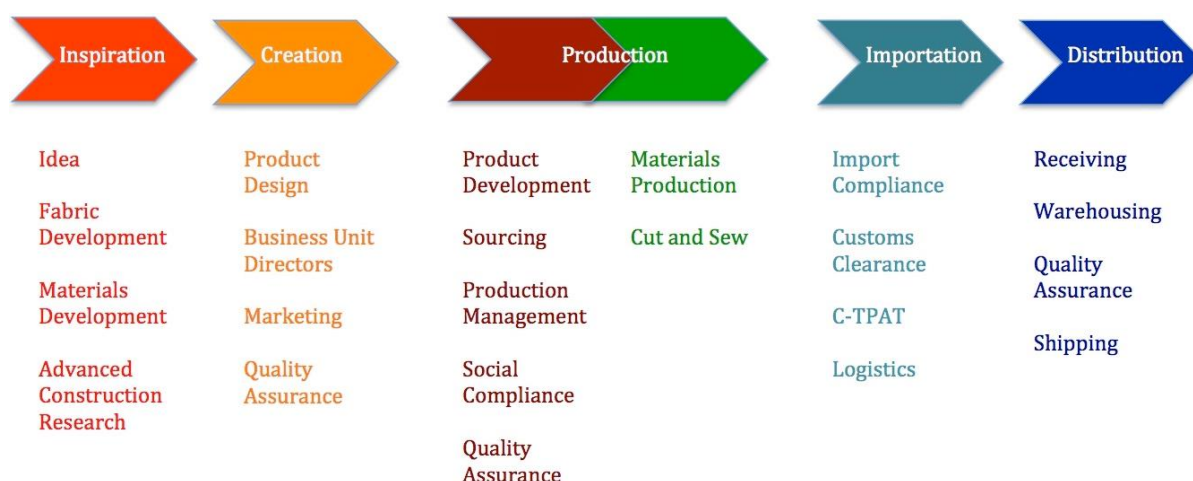 Inspiration
Creation
Production
Importation
Distribution
Idea
Fabric
Development
Materials
Development
Advanced
Construction
Research
Product
Design
Business Unit
Directors
Marketing
Quality
Assurance
Product
Development
Sourcing
Production
Management
Social
Compliance
Quality
Assurance
Materials
Production
Cut and Sew
Import
Compliance
Customs
Clearance
C-TPAT
Logistics
Receiving
Warehousing
Quality
Assurance
Shipping